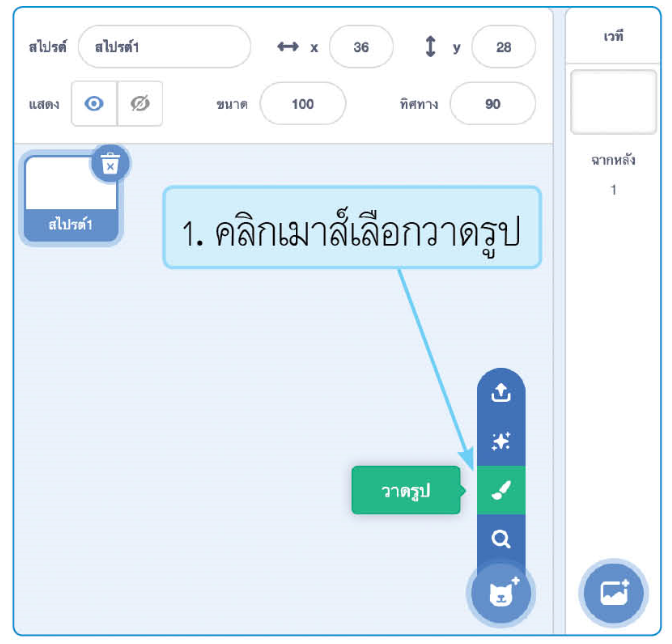 สไปรต์ สไปรต์1 x 36 y 28 เวที
แสดง ขนาด 100 ทิศทาง 90
ฉากหลัง
1
สไปรต์1
1. คลิกเมาส์เลือกวาดรูป
วาดรูป